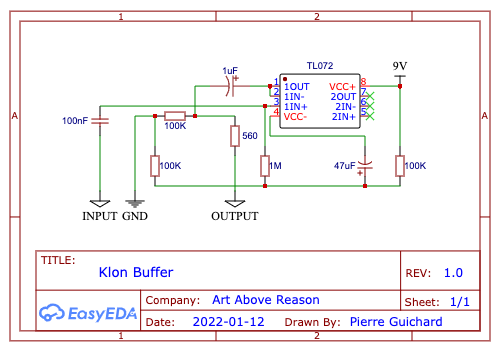 1 2
A A
TL072
9V
1uF
1 1OUT VCC+ 8
2 1IN- 2OUT 7
3 1IN+ 2IN- 6
4 VCC- 2IN+ 5
100nF
100K
560
100K
1M
47uF
100K
INPUT GND OUTPUT
TITLE:
Klon Buffer
REV: 1.0
EasyEDA
Company: Art Above Reason
Sheet: 1/1
Date: 2022-01-12 Drawn By: Pierre Guichard
1 2